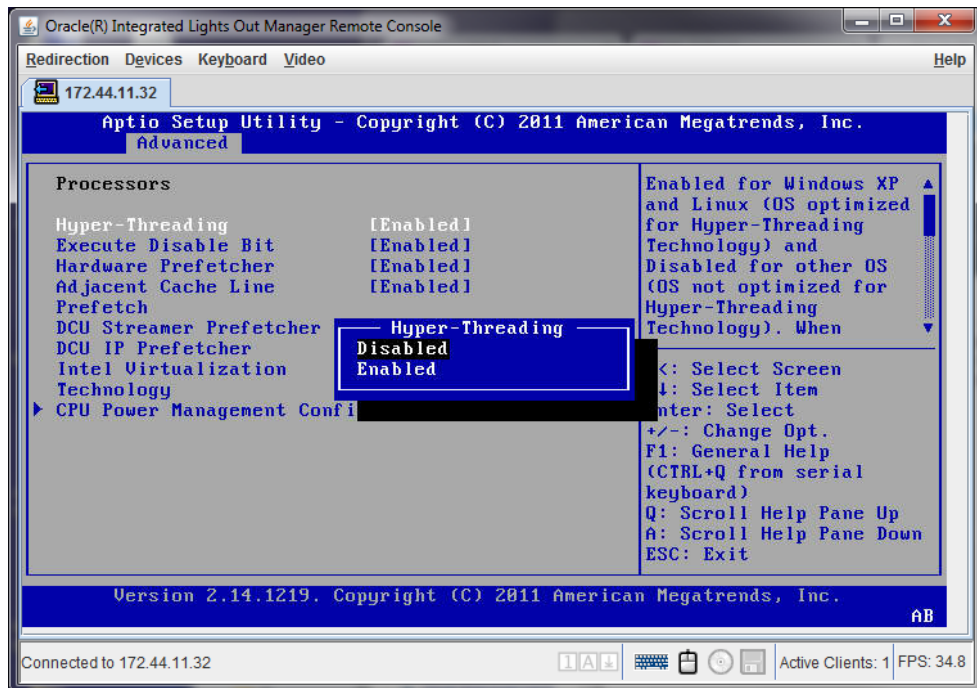 Oracle(R) Integrated Lights Out Manager Remote Console
Redirection Devices Keyboard Video Help
172.44.11.32
Aptio Setup Utility - Copyright (C) 2011 American Megatrends, Inc.
Advanced
Processors
Hyper-Threading [Enabled]
Execute Disable Bit [Enabled]
Hardware Prefetcher [Enabled]
Adjacent Cache Line [Enabled]
Prefetch
DCU Streamer Prefetcher
DCU IP Prefetcher
Intel Virtualization
Technology
CPU Power Management Confi
Hyper-Threading
Disabled
Enabled
Enabled for Windows XP
and Linux (OS optimized
for Hyper-Threading
Technology) and
Disabled for other OS
(OS not optimized for
Hyper-Threading
Technology). When
<: Select Screen
↓: Select Item
nter: Select
+/-: Change Opt.
F1: General Help
(CTRL+Q from serial
keyboard)
Q: Scroll Help Pane Up
A: Scroll Help Pane Down
ESC: Exit
Version 2.14.1219. Copyright (C) 2011 American Megatrends, Inc.
AB
Connected to 172.44.11.32 1 A Active Clients: 1 FPS: 34.8